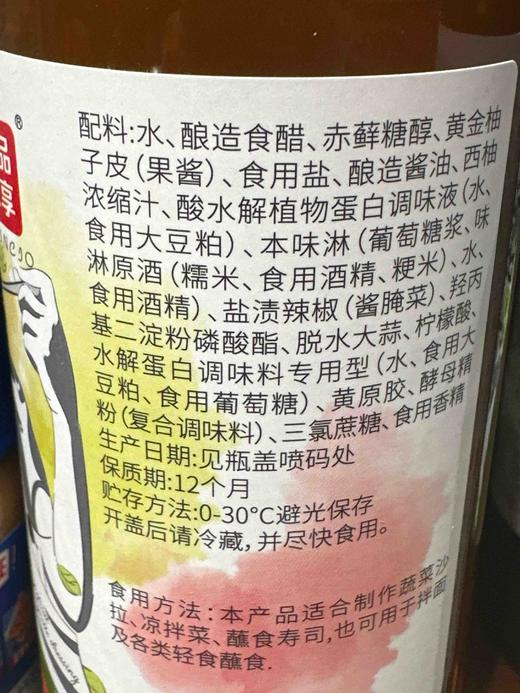 ®
品
醇
配料:水、酿造食醋、赤藓糖醇、黄金柚
子皮(果酱)、食用盐、酿造酱油、西柚
浓缩汁、酸水解植物蛋白调味液(水、
食用大豆粕)、本味淋(葡萄糖浆、味
淋原酒(糯米、食用酒精、粳米)、水、
食用酒精)、盐渍辣椒(酱腌菜)、羟丙
基二淀粉磷酸酯、脱水大蒜、柠檬酸、
水解蛋白调味料专用型(水、食用大
豆粕、食用葡萄糖)、黄原胶、酵母精
粉(复合调味料)、三氯蔗糖、食用香精
生产日期:见瓶盖喷码处
保质期:12个月
贮存方法:0-30°C避光保存
开盖后请冷藏,并尽快食用。
食用方法:本产品适合制作蔬菜沙
拉、凉拌菜、蘸食寿司,也可用于拌面
及各类轻食蘸食.